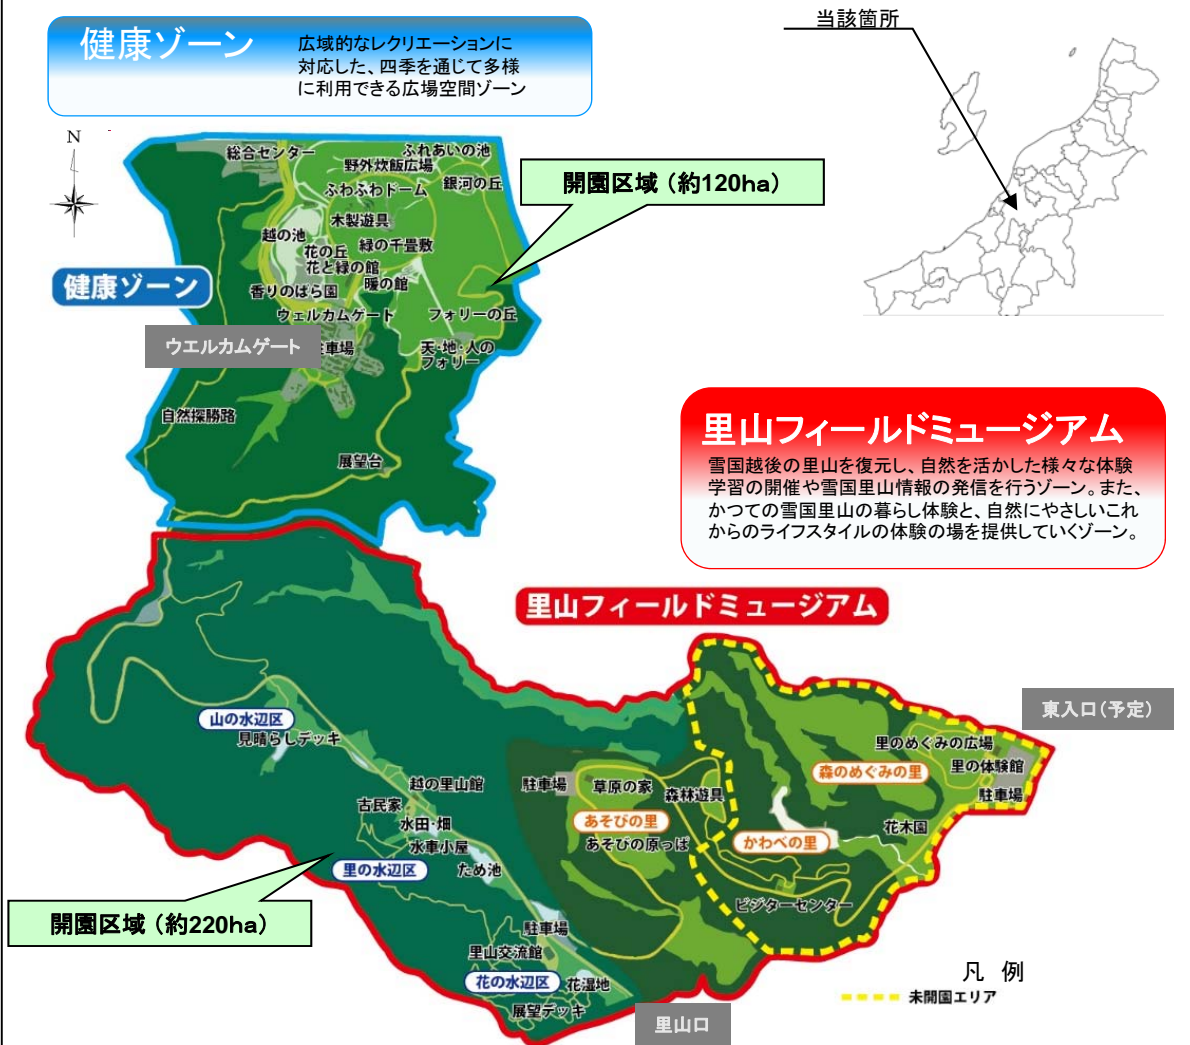 当該箇所
健康ゾーン
広域的なレクリエーションに
対応した、四季を通じて多様
に利用できる広場空間ゾーン
N
総合センター
ふれあいの池
野外炊飯広場
ふわふわドーム
銀河の丘
開園区域（約120ha）
木製遊具
越の池
花の丘
緑の千畳敷
花と緑の館
暖の館
健康ゾーン
香りのばら園
ウェルカムゲート
フォリーの丘
ウエルカムゲート
車場
天・地・人の
フォリー
自然探勝路
展望台
里山フィールドミュージアム
雪国越後の里山を復元し、自然を活かした様々な体験
学習の開催や雪国里山情報の発信を行うゾーン。また、
かつての雪国里山の暮らし体験と、自然にやさしいこれ
からのライフスタイルの体験の場を提供していくゾーン。
里山フィールドミュージアム
東入口（予定）
山の水辺区
見晴らしデッキ
里のめぐみの広場
里の体験館
森のめぐみの里
駐車場
越の里山館
駐車場
草原の家
森林遊具
古民家
水田・畑
あそびの里
花木園
水車小屋
あそびの原っぱ
かわべの里
里の水辺区
ため池
ビジターセンター
開園区域（約220ha）
駐車場
里山交流館
花の水辺区
花湿地
展望デッキ
里山口
凡 例
未開園エリア